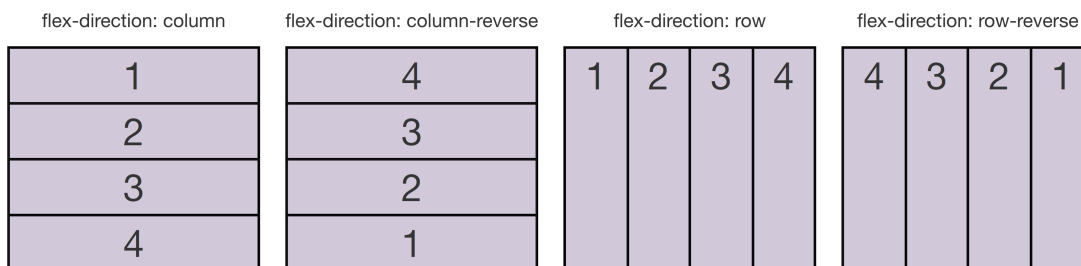 flex-direction: column
1
2
3
4
flex-direction: column-reverse
4
3
2
1
flex-direction: row
1 2 3 4
flex-direction: row-reverse
4 3 2 1